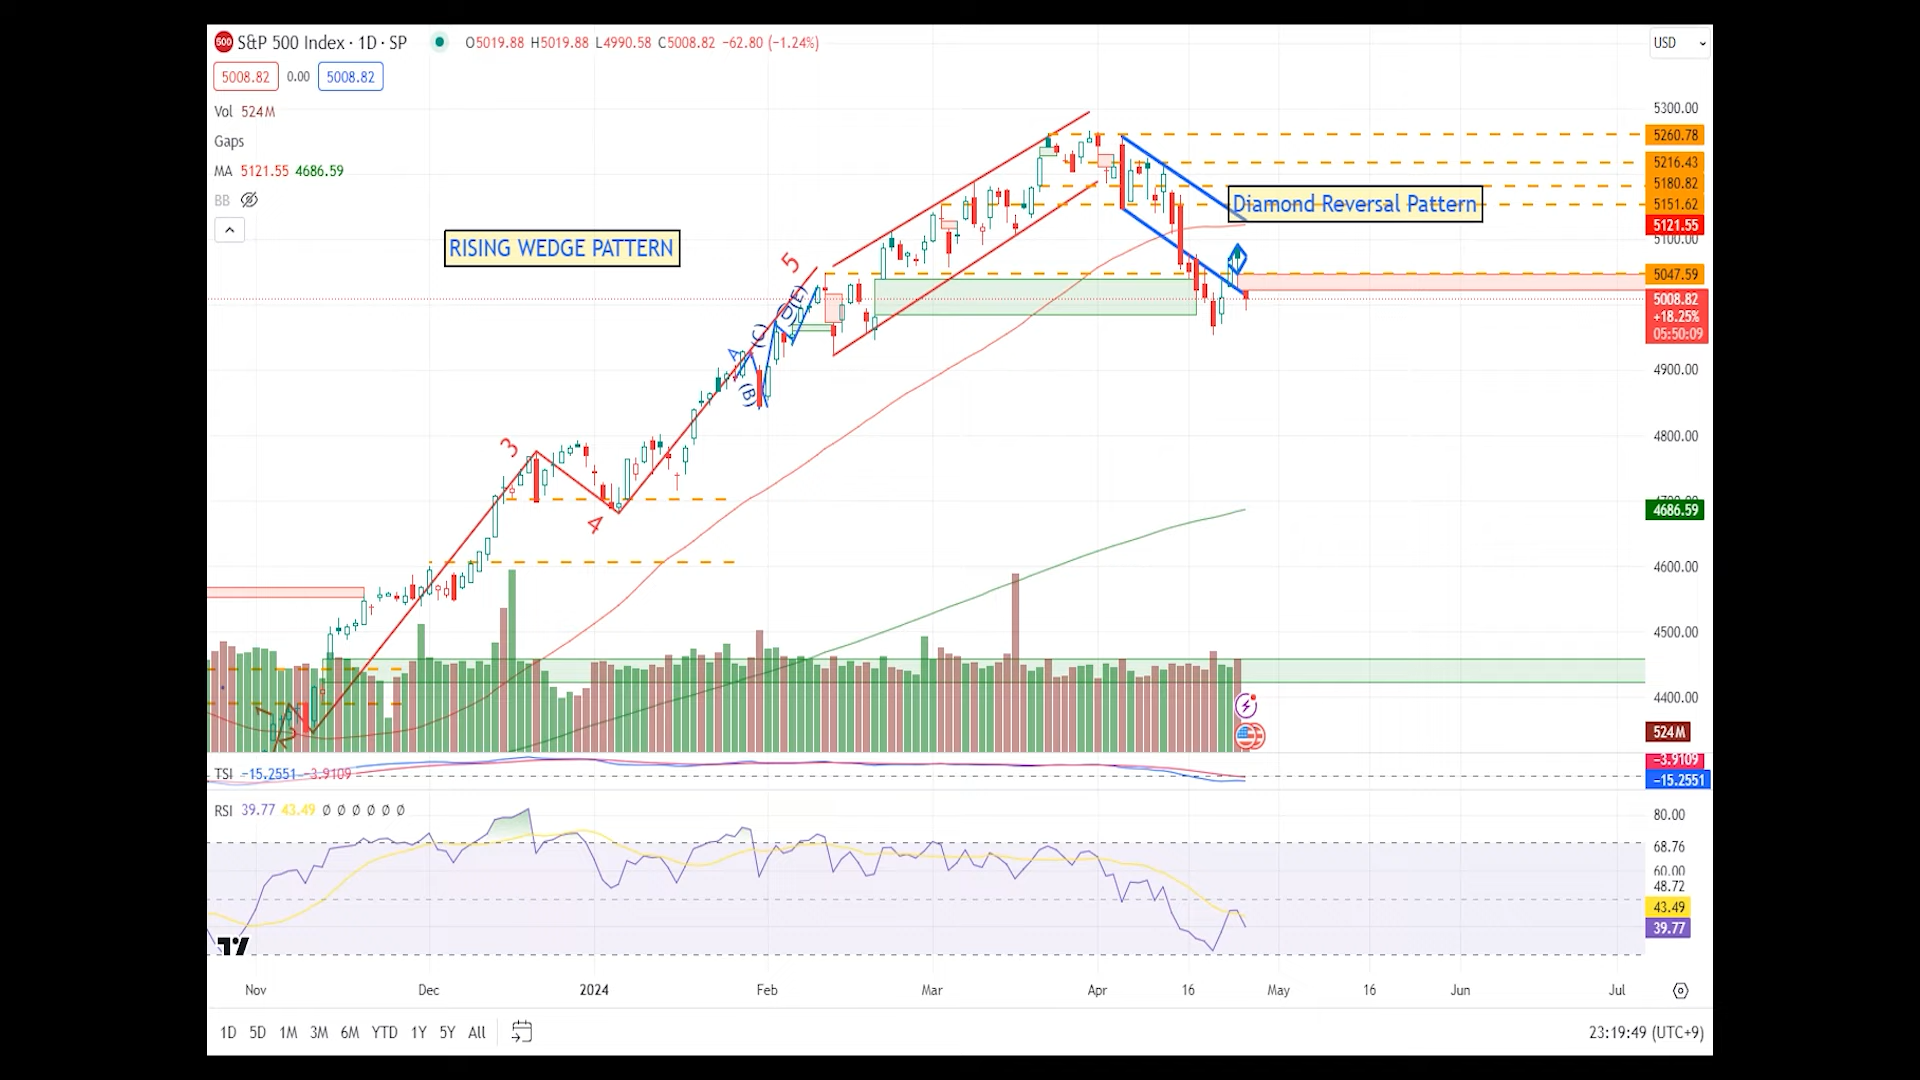 500 S&P 500 Index · 1D · SP O5019.88 H5019.88 L4990.58 C5008.82 −62.80 (−1.24%)
USD
5008.82 0.00 5008.82
Vol 524M
Gaps
MA 5121.55 4686.59
BB
RISING WEDGE PATTERN
Diamond Reversal Pattern
3
4
5
A
(B)
(C)
(D)
(E)
5300.00
5260.78
5216.43
5180.82
5151.62
5121.55
5100.00
5047.59
5008.82
+18.25%
05:50:09
4900.00
4800.00
4700.00
4686.59
4600.00
4500.00
4400.00
524M
TSI −15.2551 −3.9109
−3.9109
−15.2551
RSI 39.77 43.49 Ø Ø Ø Ø Ø Ø
80.00
68.76
60.00
48.72
43.49
39.77
Nov Dec 2024 Feb Mar Apr 16 May 16 Jun Jul
1D 5D 1M 3M 6M YTD 1Y 5Y All
23:19:49 (UTC+9)